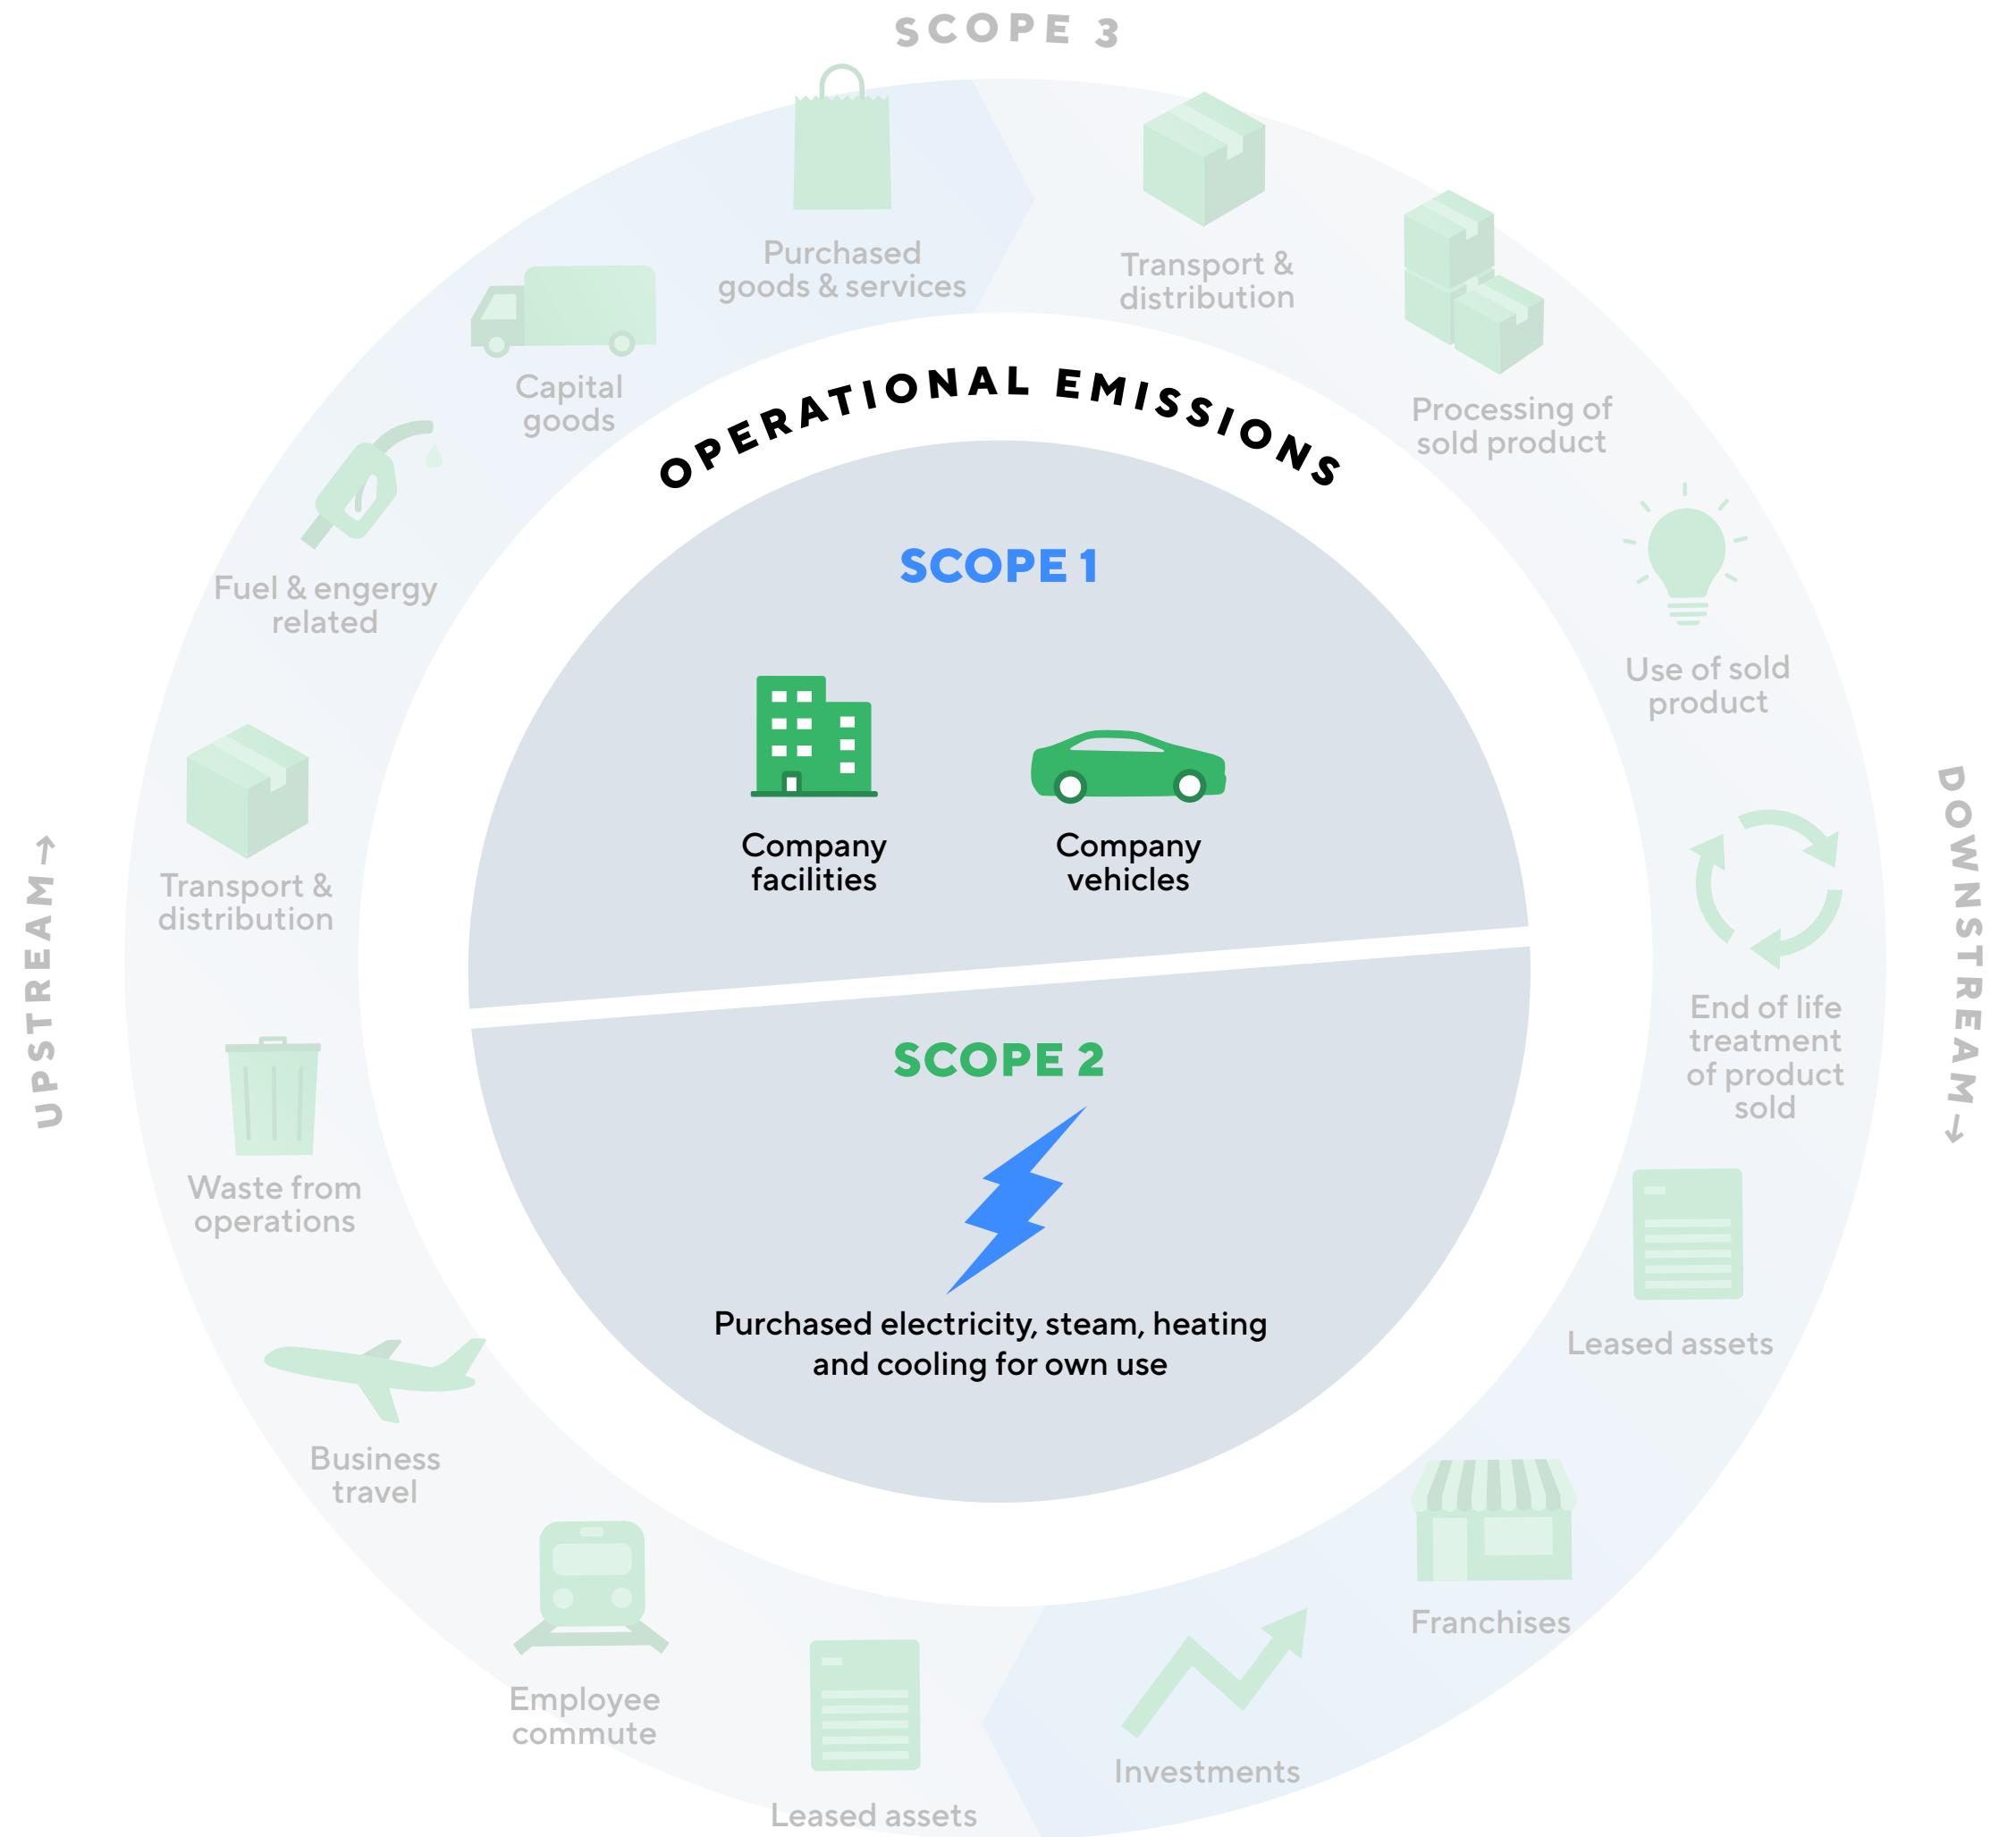 SCOPE 3
Purchased
goods & services
Transport &
distribution
Capital
goods
Processing of
sold product
OPERATIONAL EMISSIONS
SCOPE 1
Fuel & engergy
related
Use of sold
product
Company
facilities
Company
vehicles
Transport &
distribution
UPSTREAM→
DOWNSTREAM→
End of life
treatment
of product
sold
SCOPE 2
Waste from
operations
Purchased electricity, steam, heating
and cooling for own use
Leased assets
Business
travel
Franchises
Employee
commute
Investments
Leased assets